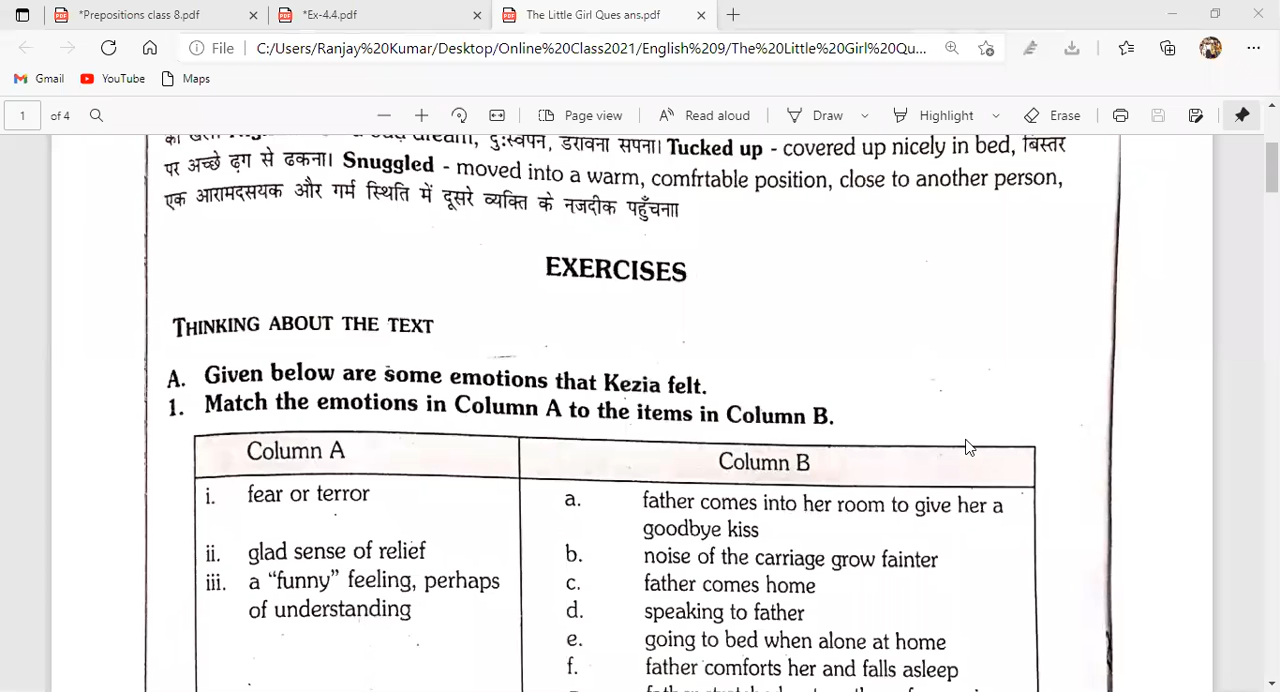 *Prepositions class 8.pdf
*Ex-4.4.pdf
The Little Girl Ques ans.pdf
File
C:/Users/Ranjay%20Kumar/Desktop/Online%20Class2021/English%209/The%20Little%20Girl%20Qu...
Gmail
YouTube
Maps
1
of 4
Page view
Read aloud
Draw
Highlight
Erase
दुःस्वपन, डरावना सपना। Tucked up - covered up nicely in bed, बिस्तर
पर अच्छे ढ़ग से ढकना। Snuggled - moved into a warm, comfrtable position, close to another person,
एक आरामदसयक और गर्म स्थिति में दूसरे व्यक्ति के नजदीक पहुँचना
EXERCISES
THINKING ABOUT THE TEXT
A. Given below are some emotions that Kezia felt.
1. Match the emotions in Column A to the items in Column B.
Column A
Column B
i. fear or terror
a. father comes into her room to give her a
goodbye kiss
ii. glad sense of relief
b. noise of the carriage grow fainter
iii. a “funny” feeling, perhaps
c. father comes home
of understanding
d. speaking to father
e. going to bed when alone at home
f. father comforts her and falls asleep